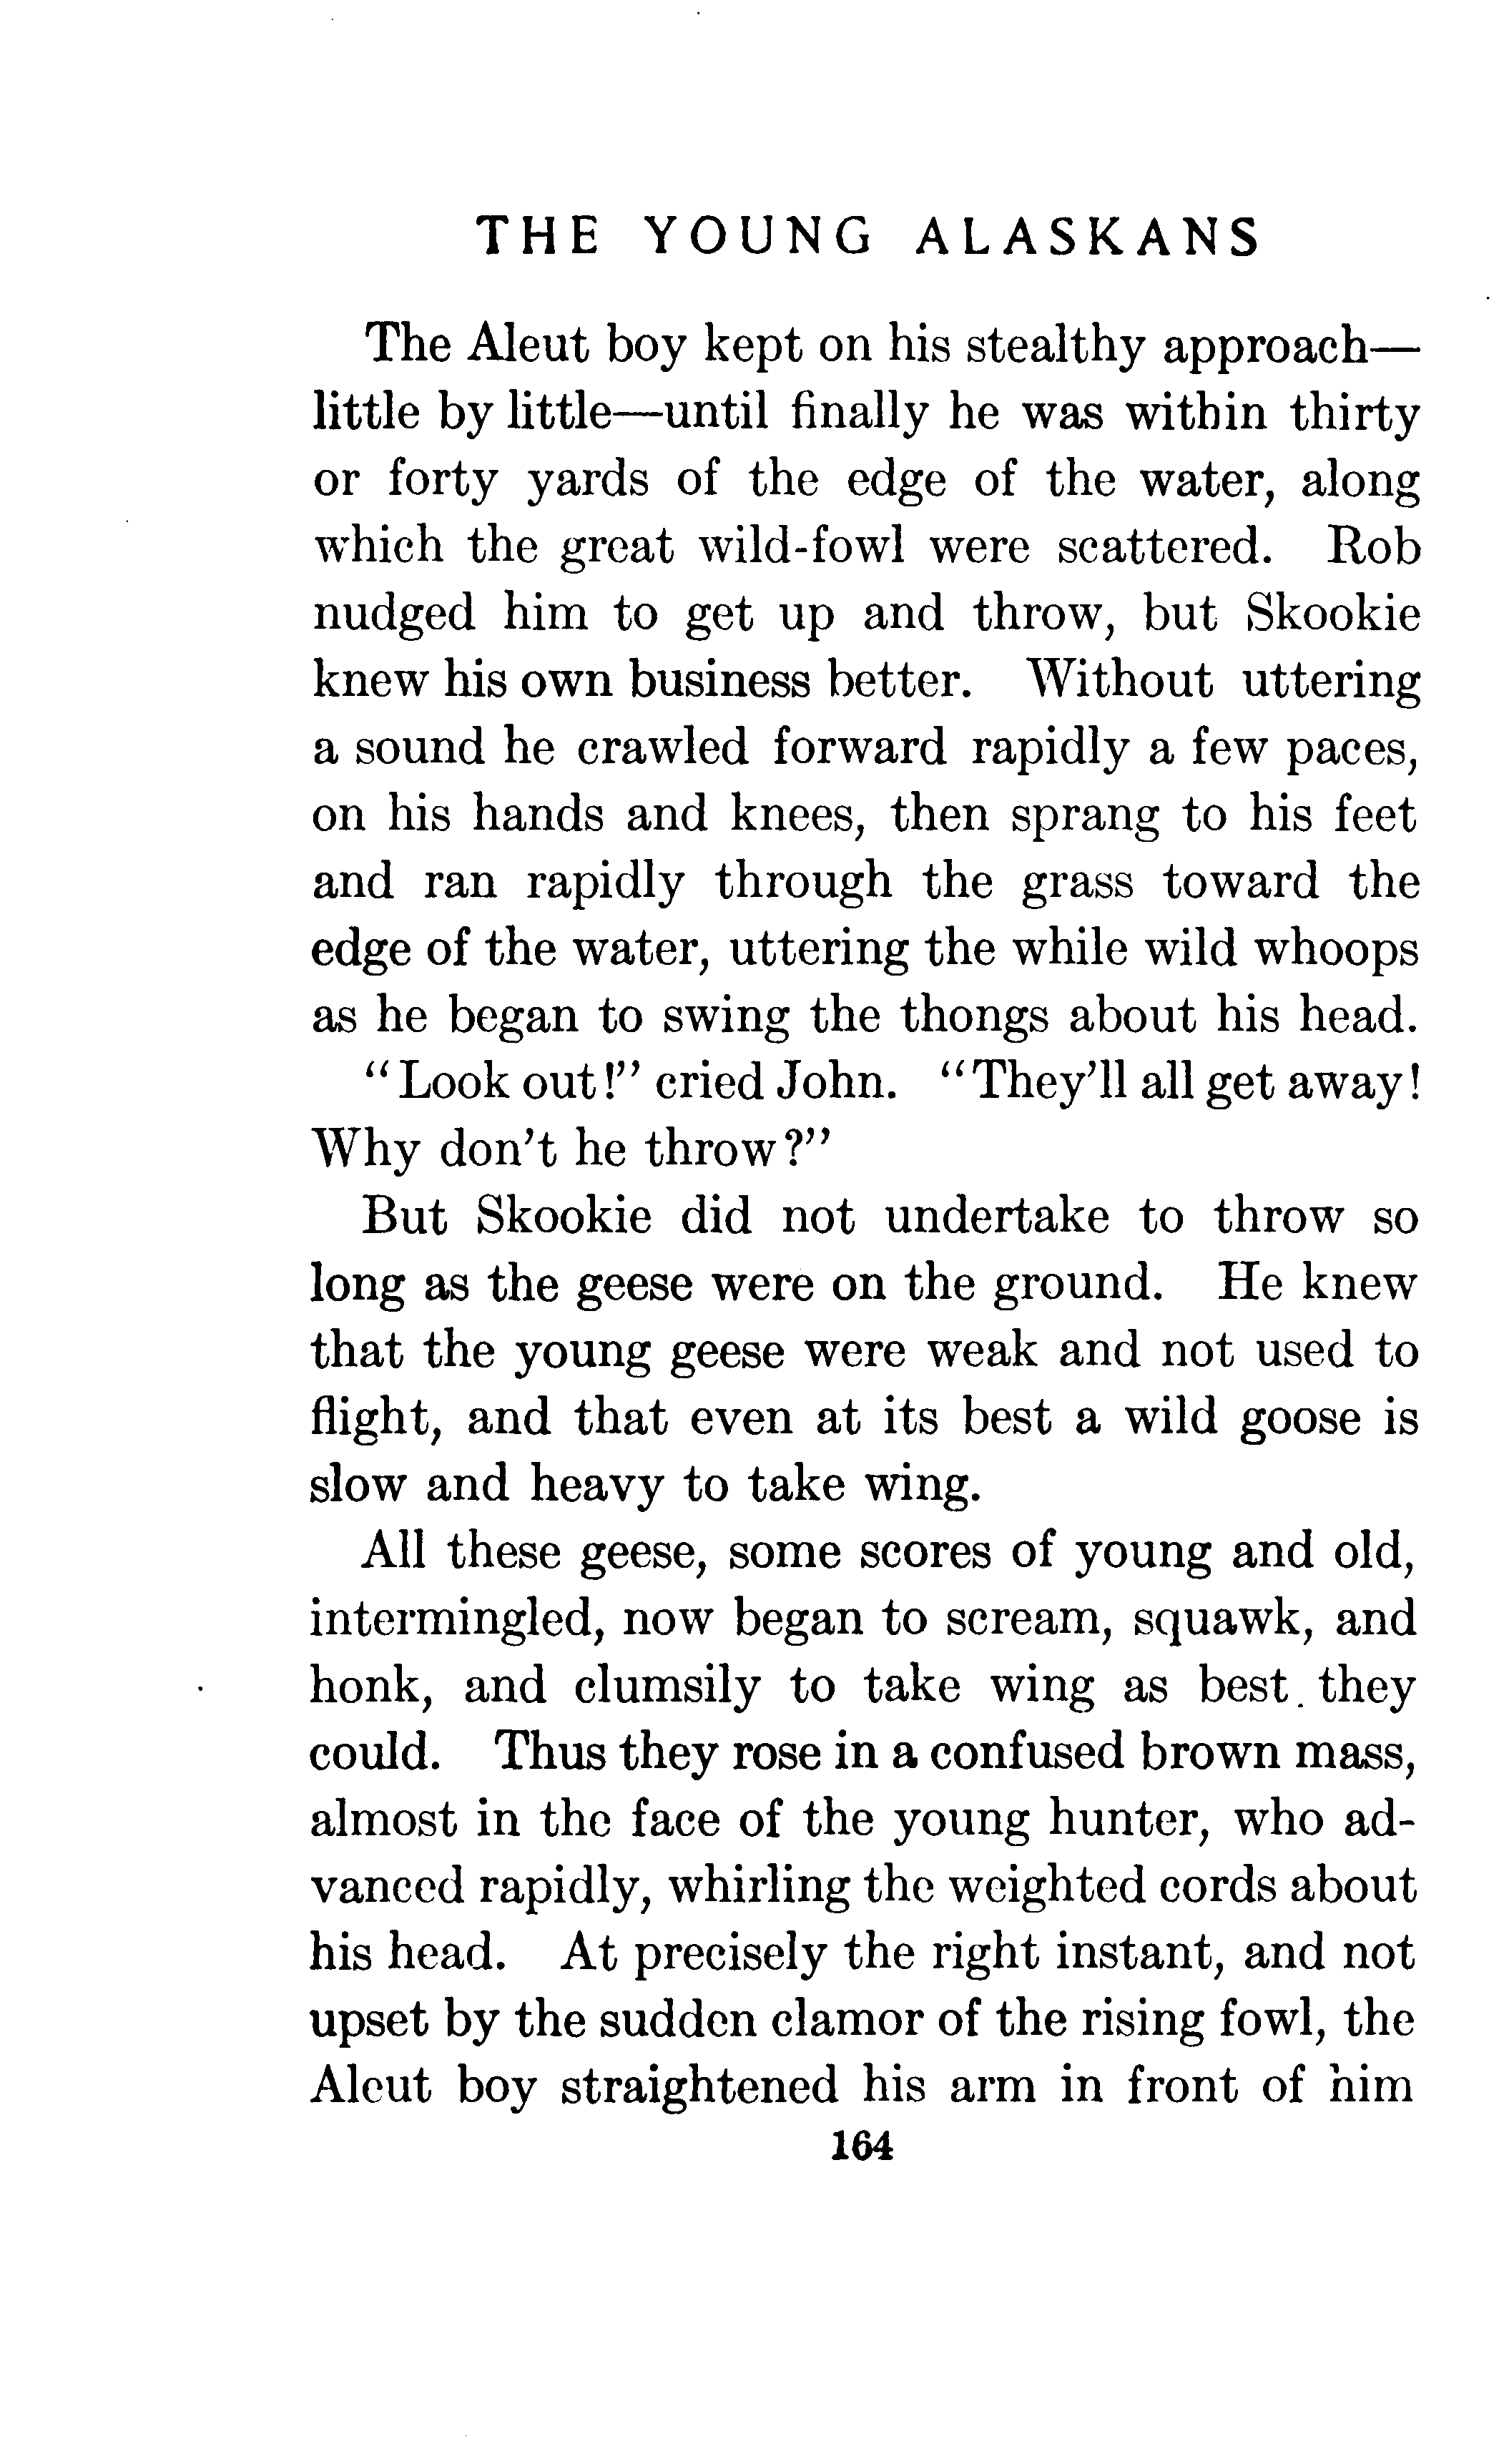 THE YOUNG ALASKANS
The Aleut boy kept on his stealthy approach—
little by little—until finally he was within thirty
or forty yards of the edge of the water, along
which the great wild-fowl were scattered. Rob
nudged him to get up and throw, but Skookie
knew his own business better. Without uttering
a sound he crawled forward rapidly a few paces,
on his hands and knees, then sprang to his feet
and ran rapidly through the grass toward the
edge of the water, uttering the while wild whoops
as he began to swing the thongs about his head.
"Look out!" cried John. "They'll all get away!
Why don't he throw?"
But Skookie did not undertake to throw so
long as the geese were on the ground. He knew
that the young geese were weak and not used to
flight, and that even at its best a wild goose is
slow and heavy to take wing.
All these geese, some scores of young and old,
intermingled, now began to scream, squawk, and
honk, and clumsily to take wing as best they
could. Thus they rose in a confused brown mass,
almost in the face of the young hunter, who ad-
vanced rapidly, whirling the weighted cords about
his head. At precisely the right instant, and not
upset by the sudden clamor of the rising fowl, the
Aleut boy straightened his arm in front of him
164